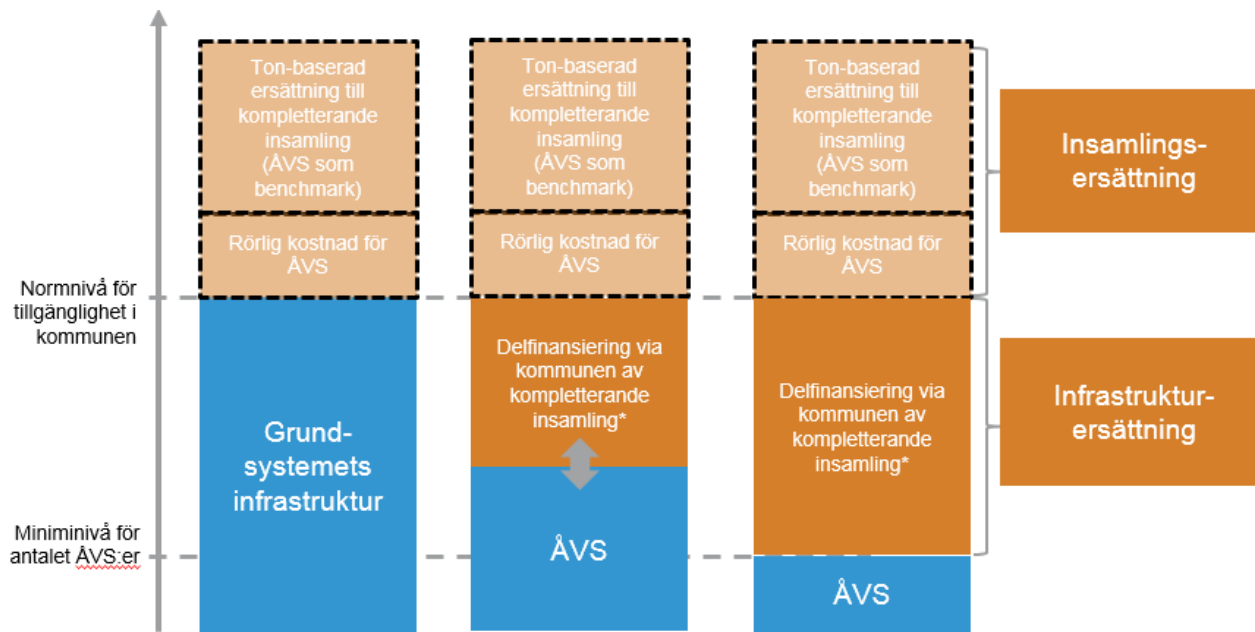 Ton-baserad
ersättning till
kompletterande
insamling
(ÅVS som
benchmark)
Rörlig kostnad för
ÅVS
Grund-
systemets
infrastruktur
Ton-baserad
ersättning till
kompletterande
insamling
(ÅVS som
benchmark)
Rörlig kostnad för
ÅVS
Delfinansiering via
kommunen av
kompletterande
insamling*
ÅVS
Ton-baserad
ersättning till
kompletterande
insamling
(ÅVS som
benchmark)
Rörlig kostnad för
ÅVS
Delfinansiering via
kommunen av
kompletterande
insamling*
ÅVS
Insamlings-
ersättning
Infrastruktur-
ersättning
Normnivå för
tillgänglighet i
kommunen
Miniminivå för
antalet ÅVS:er